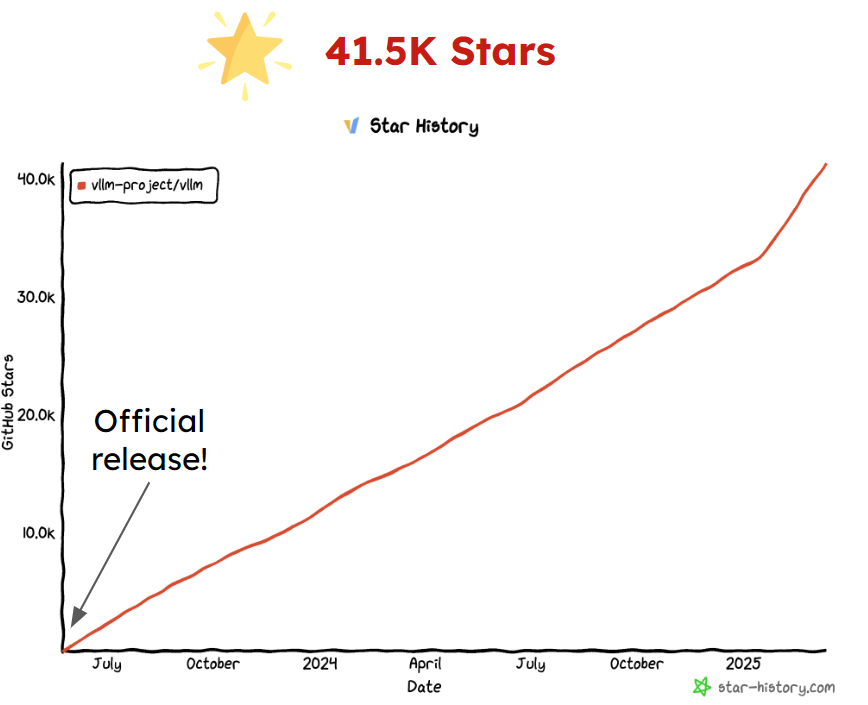 41.5K Stars
Star History
40.0k
vllm-project/vllm
30.0k
20.0k
10.0k
GitHub Stars
Official
release!
July
October
2024
April
July
October
2025
Date
star-history.com